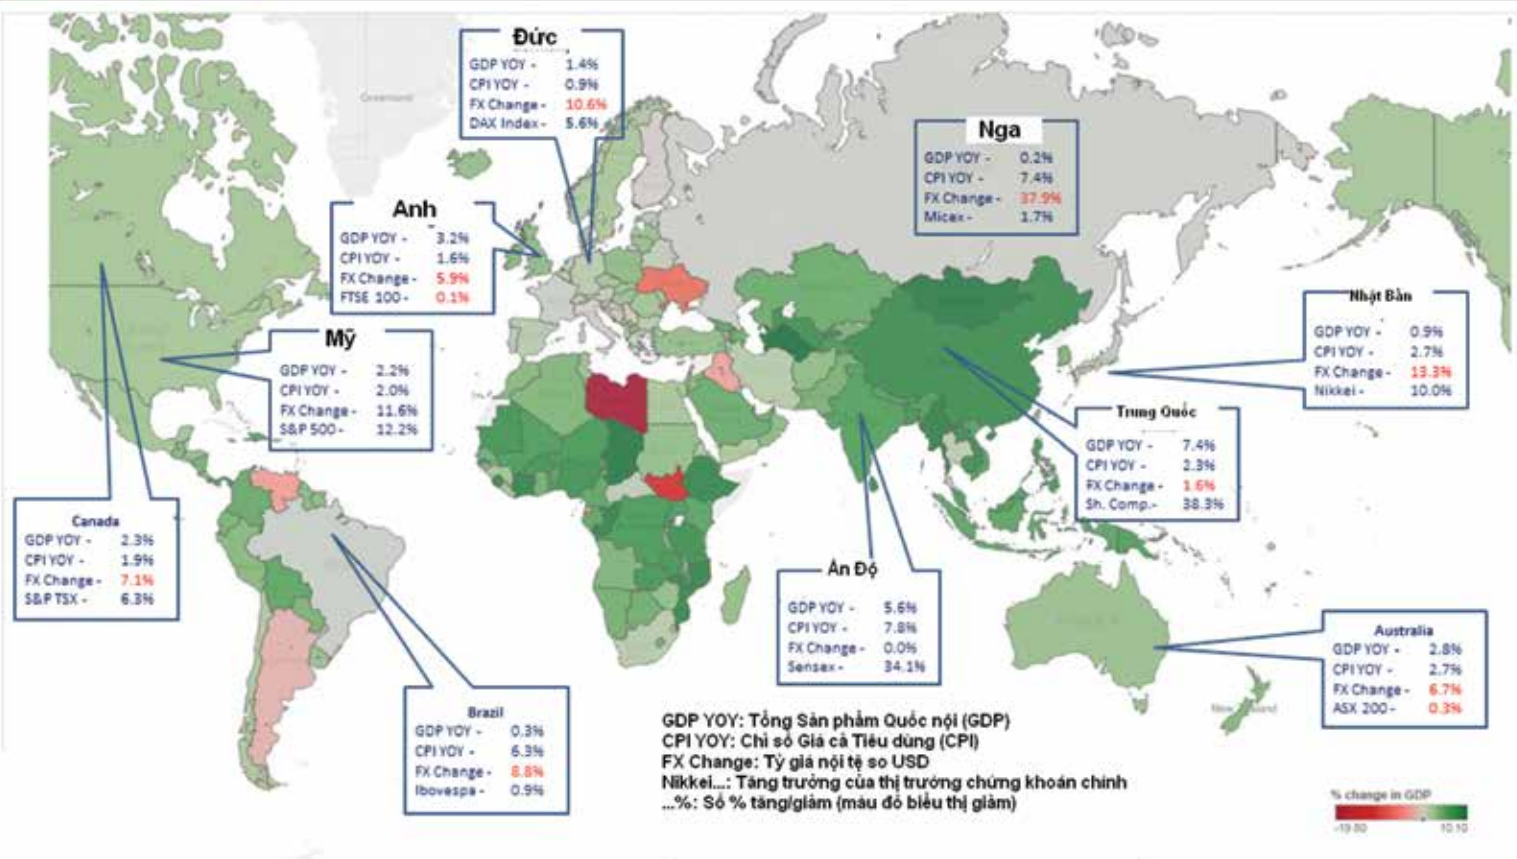 Greenland
Đức
GDP YOY - 1.4%
CPI YOY - 0.9%
FX Change - 10.6%
DAX Index - 5.6%
Nga
GDP YOY - 0.2%
CPI YOY - 7.4%
FX Change - 37.9%
Micex - 1.7%
Anh
GDP YOY - 3.2%
CPI YOY - 1.6%
FX Change - 5.9%
FTSE 100 - 0.1%
Mỹ
GDP YOY - 2.2%
CPI YOY - 2.0%
FX Change - 11.6%
S&P 500 - 12.2%
Nhật Bản
GDP YOY - 0.9%
CPI YOY - 2.7%
FX Change - 13.3%
Nikkei - 10.0%
Trung Quốc
GDP YOY - 7.4%
CPI YOY - 2.3%
FX Change - 1.6%
Sh. Comp.- 38.3%
Canada
GDP YOY - 2.3%
CPI YOY - 1.9%
FX Change - 7.1%
S&P TSX - 6.3%
Ấn Độ
GDP YOY - 5.6%
CPI YOY - 7.8%
FX Change - 0.0%
Sensex - 34.1%
Australia
GDP YOY - 2.8%
CPI YOY - 2.7%
FX Change - 6.7%
ASX 200 - 0.3%
Brazil
GDP YOY - 0.3%
CPI YOY - 6.3%
FX Change - 8.8%
Ibovespa - 0.9%
GDP YOY: Tổng Sản phẩm Quốc nội (GDP)
CPI YOY: Chỉ số Giá cả Tiêu dùng (CPI)
FX Change: Tỷ giá nội tệ so USD
Nikkei...: Tăng trưởng của thị trường chứng khoán chính
...%: Số % tăng/giảm (màu đỏ biểu thị giảm)
% change in GDP
-19.80 10.10